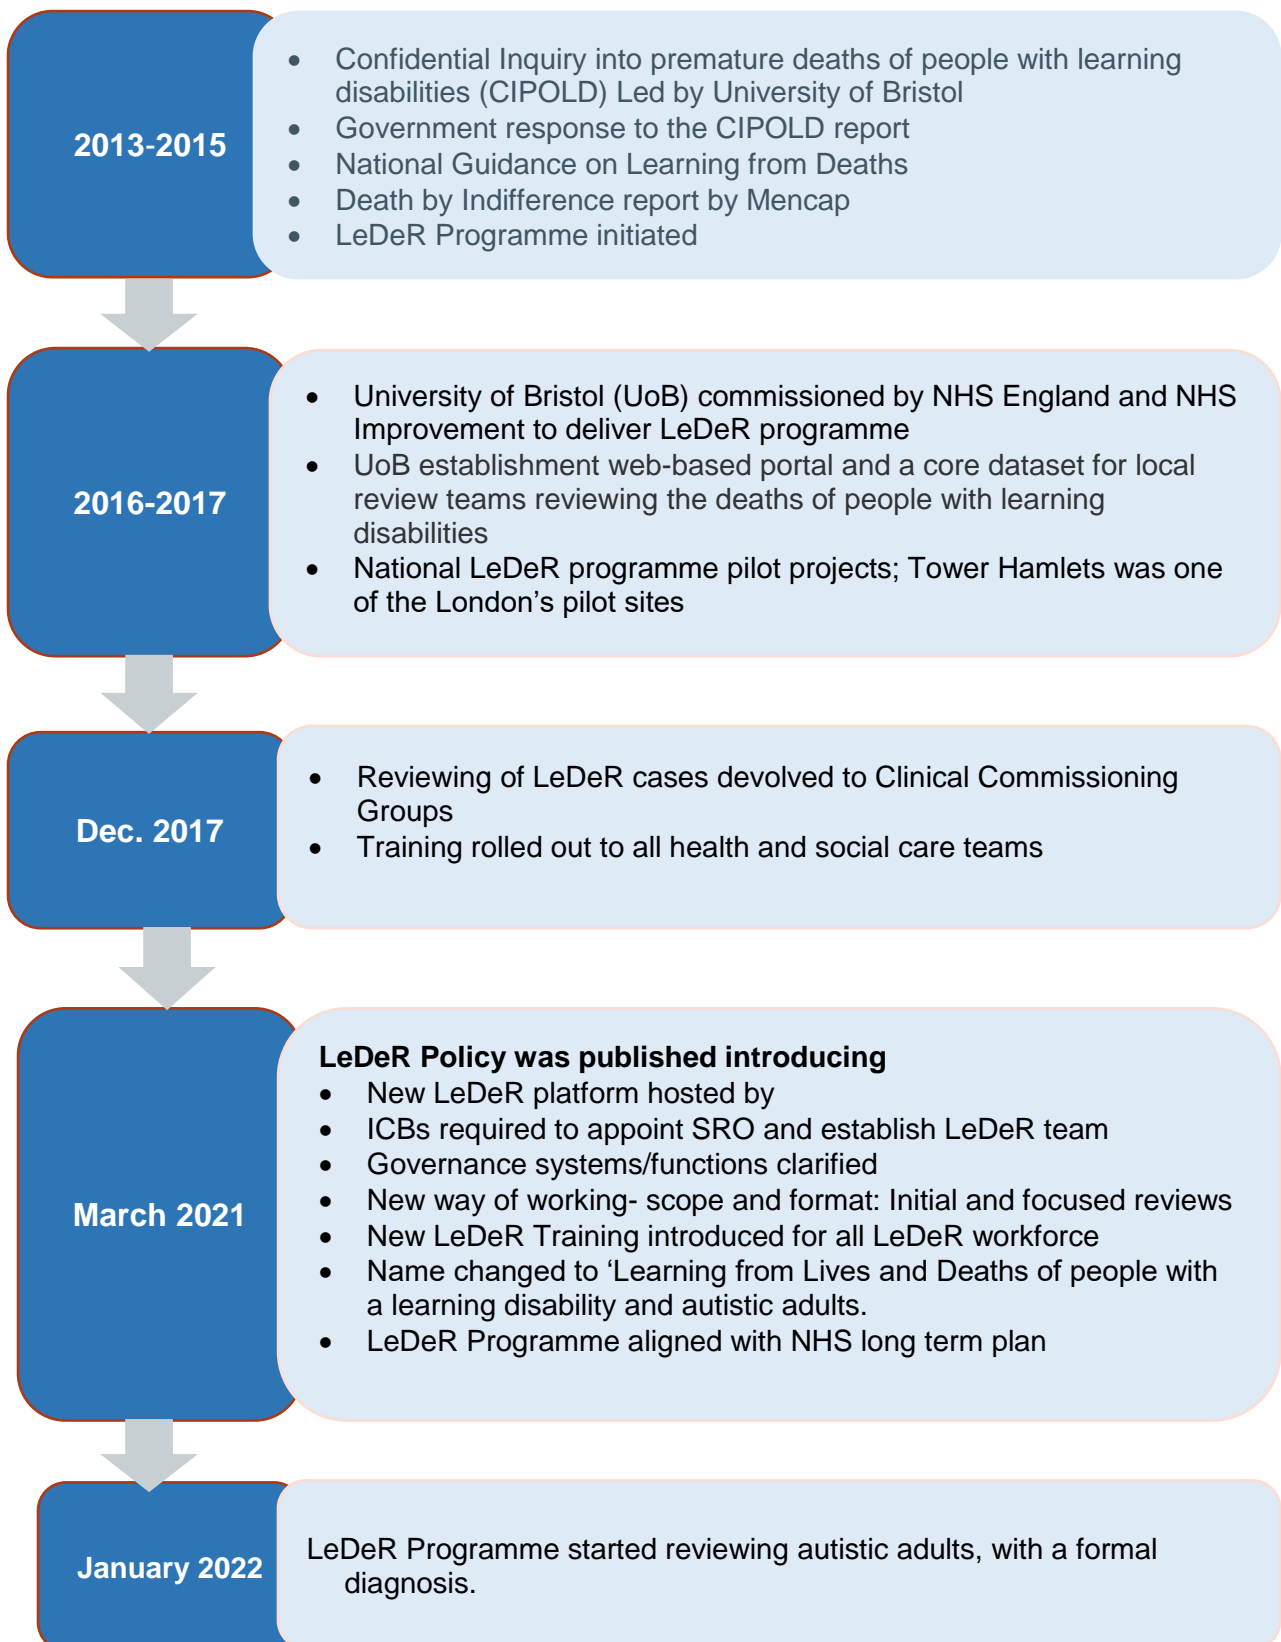 2013-2015
• Confidential Inquiry into premature deaths of people with learning
disabilities (CIPOLD) Led by University of Bristol
• Government response to the CIPOLD report
• National Guidance on Learning from Deaths
• Death by Indifference report by Mencap
• LeDeR Programme initiated
2016-2017
• University of Bristol (UoB) commissioned by NHS England and NHS
Improvement to deliver LeDeR programme
• UoB establishment web-based portal and a core dataset for local
review teams reviewing the deaths of people with learning
disabilities
• National LeDeR programme pilot projects; Tower Hamlets was one
of the London’s pilot sites
Dec. 2017
• Reviewing of LeDeR cases devolved to Clinical Commissioning
Groups
• Training rolled out to all health and social care teams
March 2021
LeDeR Policy was published introducing
• New LeDeR platform hosted by
• ICBs required to appoint SRO and establish LeDeR team
• Governance systems/functions clarified
• New way of working- scope and format: Initial and focused reviews
• New LeDeR Training introduced for all LeDeR workforce
• Name changed to ‘Learning from Lives and Deaths of people with
a learning disability and autistic adults.
• LeDeR Programme aligned with NHS long term plan
January 2022
LeDeR Programme started reviewing autistic adults, with a formal
diagnosis.